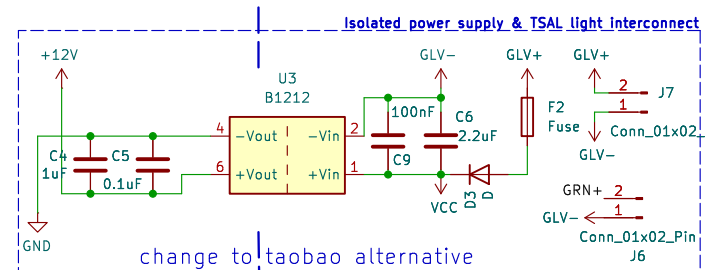 Isolated power supply & TSAL light interconnect
+12V
GLV-
GLV+
GLV+
U3
B1212
J7
2
1
Conn_01x02_
F2
Fuse
100nF
C6
2.2uF
4
-Vout
-Vin
2
C4
1uF
C5
0.1uF
6
+Vout
+Vin
1
C9
GLV-
D3
D
VCC
GRN+
2
GLV-
1
Conn_01x02_Pin
J6
GND
change to taobao alternative